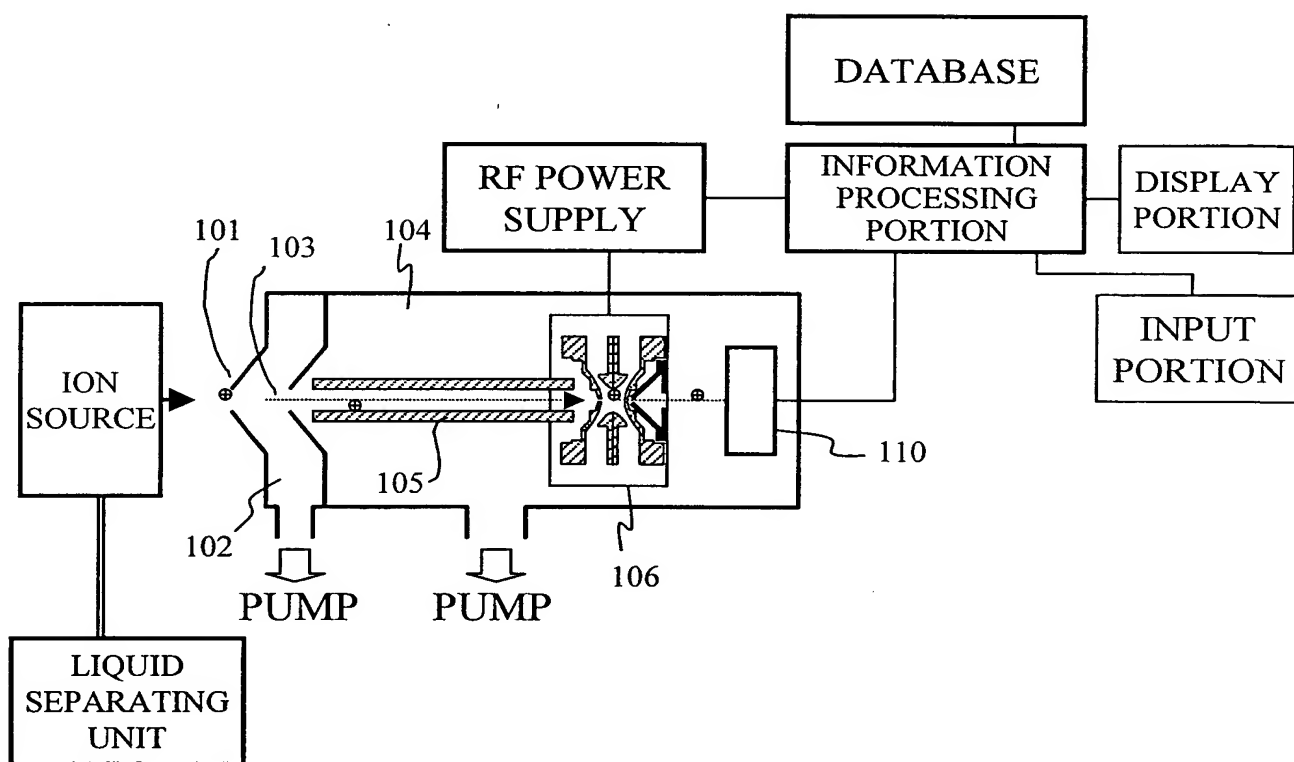 DATABASE
RF POWER
SUPPLY
INFORMATION
PROCESSING
PORTION
DISPLAY
PORTION
INPUT
PORTION
101
103
104
ION
SOURCE
105
102
106
110
PUMP
PUMP
LIQUID
SEPARATING
UNIT